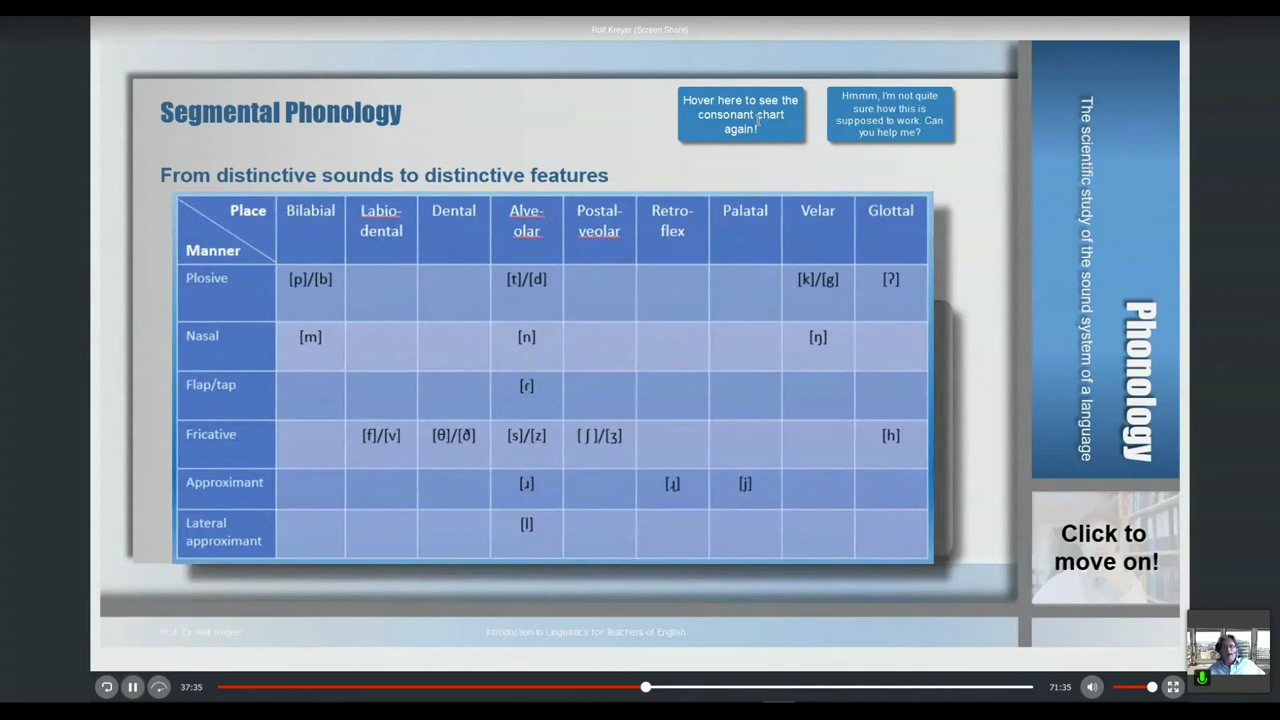 Rolf Kreyer (Screen Share)
Segmental Phonology
Hover here to see the
consonant chart
again!
Hmmm, I'm not quite
sure how this is
supposed to work. Can
you help me?
From distinctive sounds to distinctive features
Place
Manner
Bilabial
Labio-
dental
Dental
Alve-
olar
Postal-
veolar
Retro-
flex
Palatal
Velar
Glottal
Plosive [p]/[b] [t]/[d] [k]/[g] [ʔ]
Nasal [m] [n] [ŋ]
Flap/tap [ɾ]
Fricative [f]/[v] [θ]/[ð] [s]/[z] [ʃ]/[ʒ] [h]
Approximant [ɹ] [ɻ] [j]
Lateral
approximant
[l]
Phonology
The scientific study of the sound system of a language
Click to
move on!
Prof. Dr. Rolf Kreyer
Introduction to Linguistics for Teachers of English
37:35
71:35